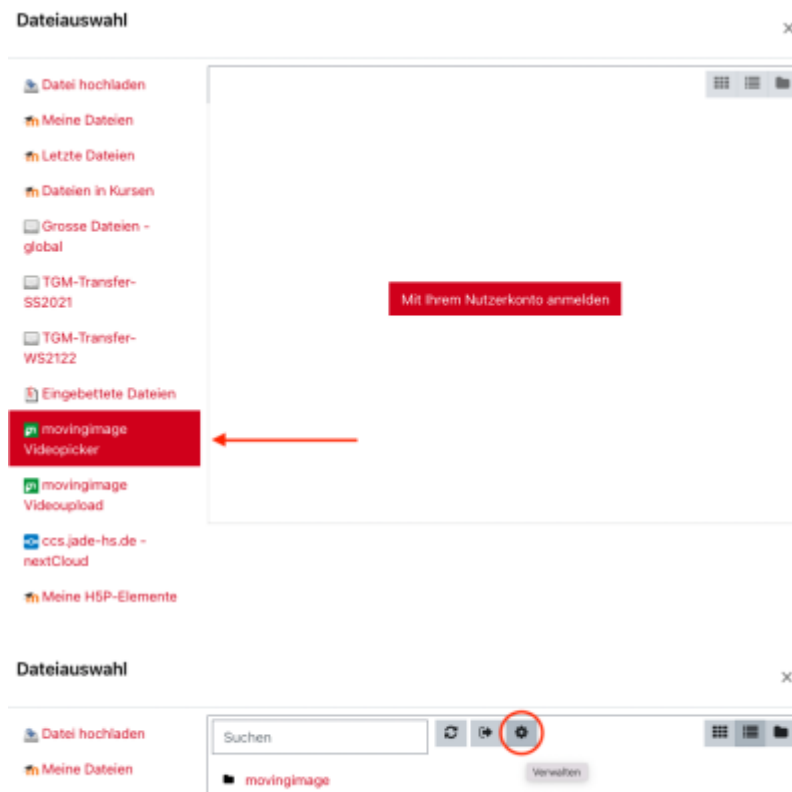 Dateiauswahl
Datei hochladen
Meine Dateien
Letzte Dateien
Dateien in Kursen
Grosse Dateien -
global
TGM-Transfer-
SS2021
TGM-Transfer-
WS2122
Eingebettete Dateien
movingimage
Videopicker
movingimage
Videoupload
ccs.jade-hs.de -
nextCloud
Meine H5P-Elemente
Mit Ihrem Nutzerkonto anmelden
Dateiauswahl
Datei hochladen
Meine Dateien
Suchen
Verwalten
movingimage